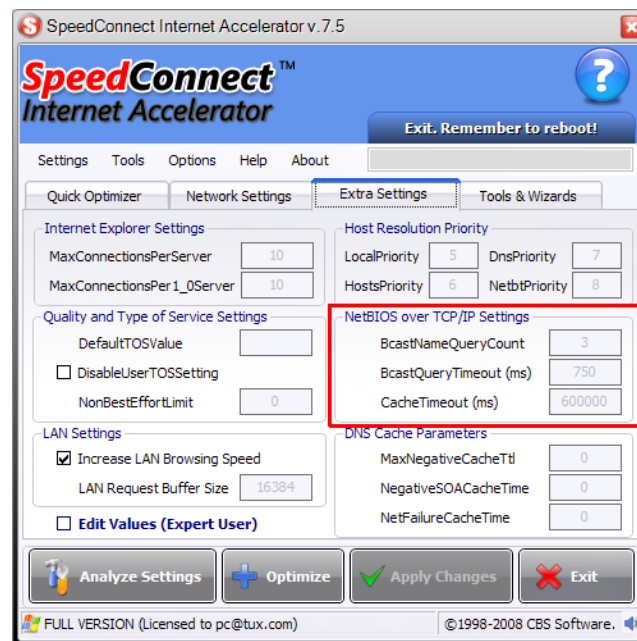 SpeedConnect Internet Accelerator v.7.5
SpeedConnect™
Internet Accelerator
?
Exit. Remember to reboot!
Settings Tools Options Help About
Quick Optimizer Network Settings Extra Settings Tools & Wizards
Internet Explorer Settings
MaxConnectionsPerServer 10
MaxConnectionsPer1_0Server 10
Host Resolution Priority
LocalPriority 5 DnsPriority 7
HostsPriority 6 NetbtPriority 8
Quality and Type of Service Settings
DefaultTOSValue
DisableUserTOSSetting
NonBestEffortLimit 0
NetBIOS over TCP/IP Settings
BcastNameQueryCount 3
BcastQueryTimeout (ms) 750
CacheTimeout (ms) 600000
LAN Settings
Increase LAN Browsing Speed
LAN Request Buffer Size 16384
DNS Cache Parameters
MaxNegativeCacheTtl 0
NegativeSOACacheTime 0
NetFailureCacheTime 0
Edit Values (Expert User)
Analyze Settings Optimize Apply Changes Exit
FULL VERSION (Licensed to pc@tux.com) ©1998-2008 CBS Software.